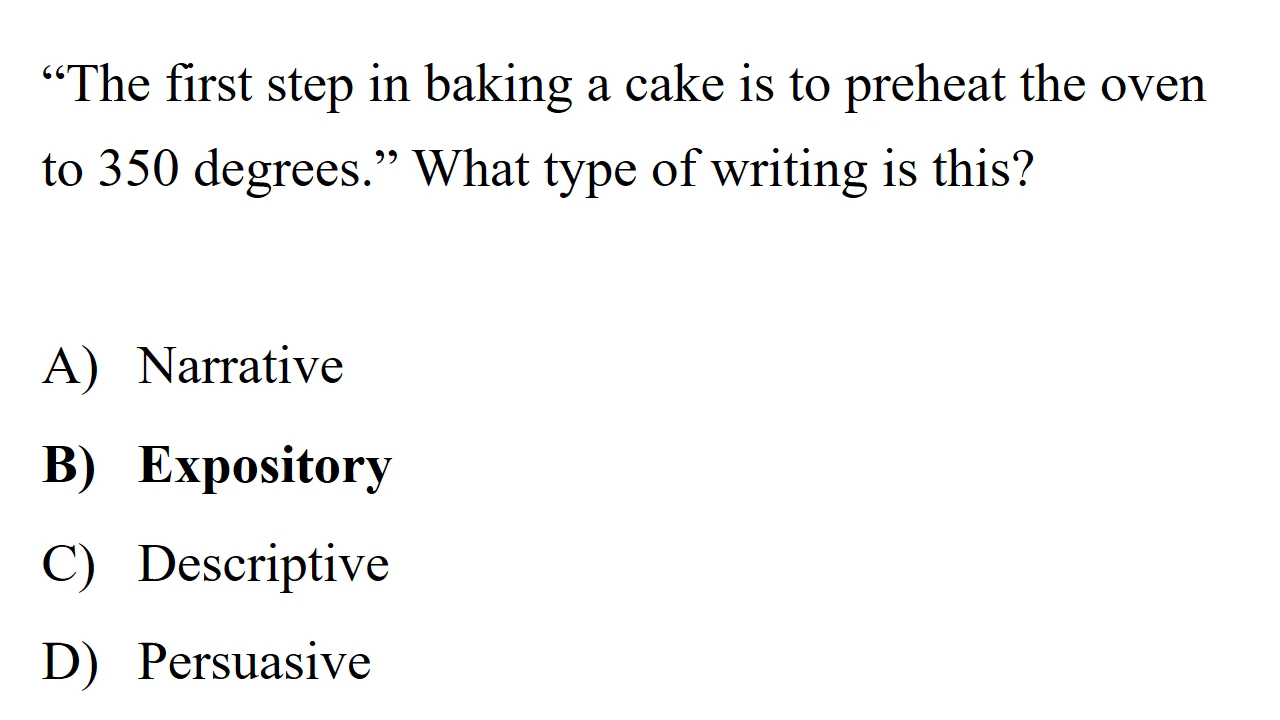 “The first step in baking a cake is to preheat the oven
to 350 degrees.” What type of writing is this?
A) Narrative
B) Expository
C) Descriptive
D) Persuasive